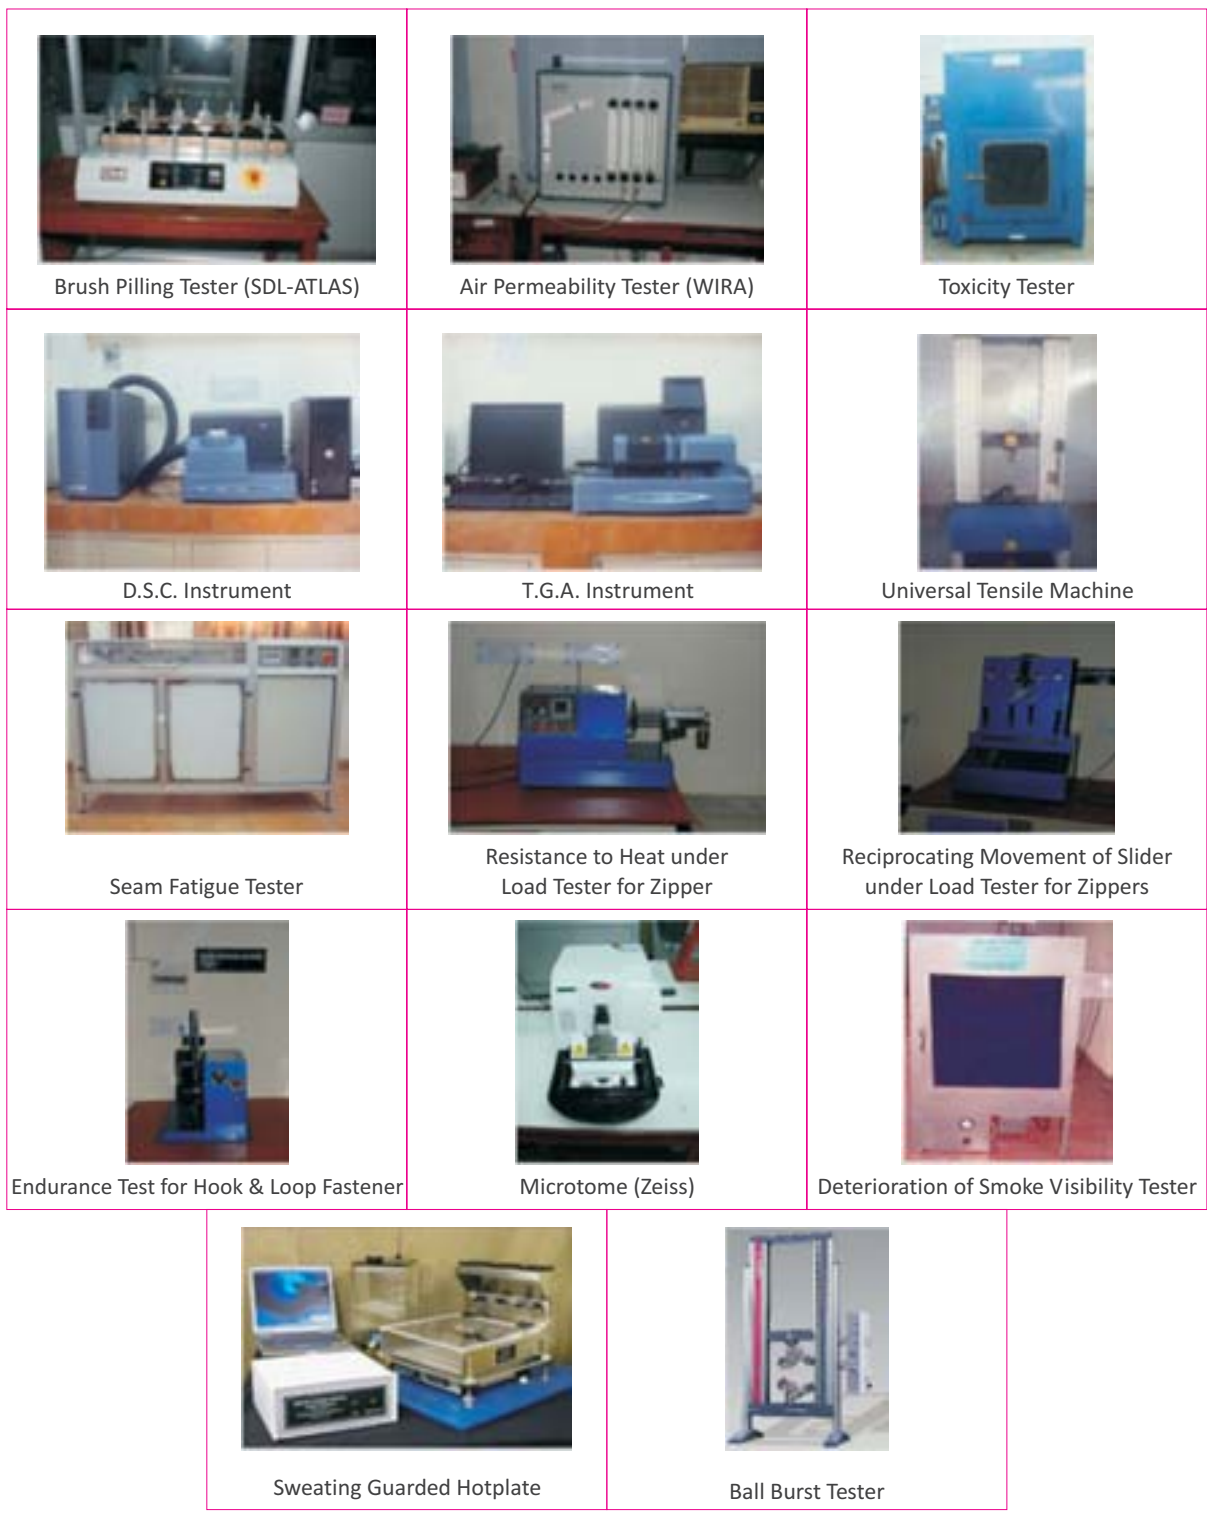 Brush Pilling Tester (SDL-ATLAS)
Air Permeability Tester (WIRA)
Toxicity Tester
D.S.C. Instrument
T.G.A. Instrument
Universal Tensile Machine
Seam Fatigue Tester
Resistance to Heat under
Load Tester for Zipper
Reciprocating Movement of Slider
under Load Tester for Zippers
Endurance Test for Hook & Loop Fastener
Microtome (Zeiss)
Deterioration of Smoke Visibility Tester
Sweating Guarded Hotplate
Ball Burst Tester